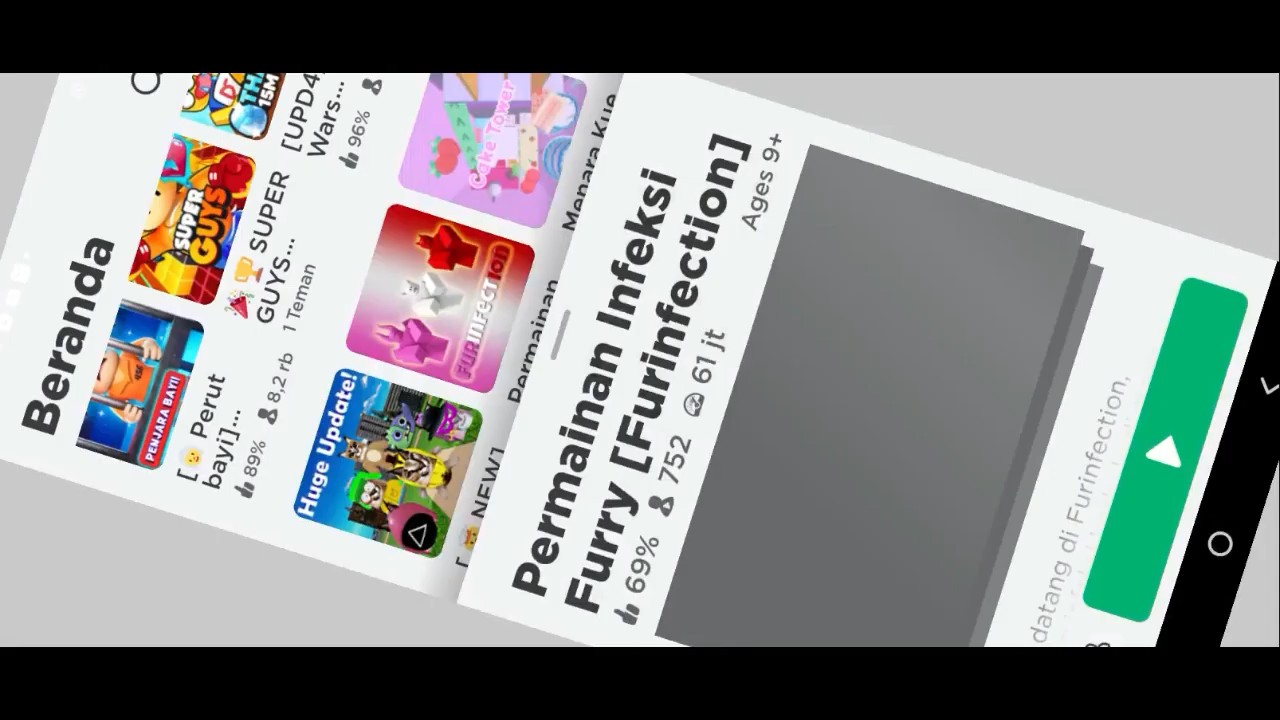 Beranda
PENJARA BAYI!
[ 😐 Perut
bayi]...
89% 8,2 rb
SUPER
GUYS
🎉🏆 SUPER
GUYS...
1 Teman
15M
[UPD4
Wars...
96%
Huge Update!
NEW]
FURINFECTION
Permainan
Cake Tower
Menara Kue
Permainan Infeksi
Furry [Furinfection]
69% 752 61 jt
Ages 9+
datang di Furinfection,